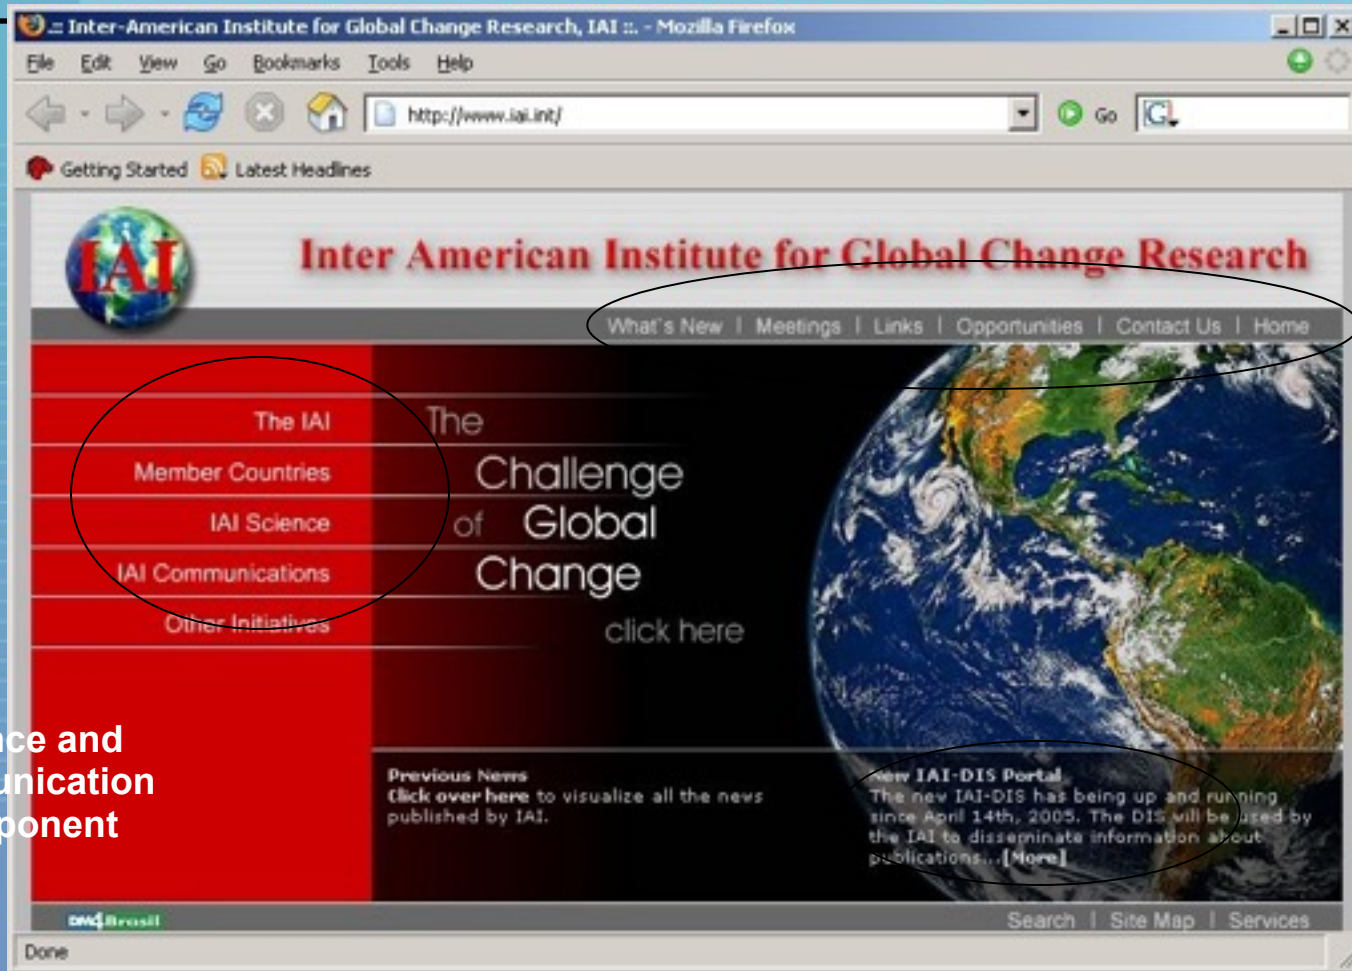 .:: Inter-American Institute for Global Change Research, IAI ::. - Mozilla Firefox
File Edit View Go Bookmarks Tools Help
http://www.iai.int/ Go G
Getting Started Latest Headlines
IAI Inter American Institute for Global Change Research
What's New | Meetings | Links | Opportunities | Contact Us | Home
The IAI
Member Countries
IAI Science
IAI Communications
Other Initiatives
The
Challenge
of Global
Change
click here
and
Previous News
Click over here to visualize all the news
published by IAI.
New IAI-DIS Portal
The new IAI-DIS has being up and running
since April 14th, 2005. The DIS will be used by
the IAI to disseminate information about
publications...[More]
Brasil
Search | Site Map | Services
Done